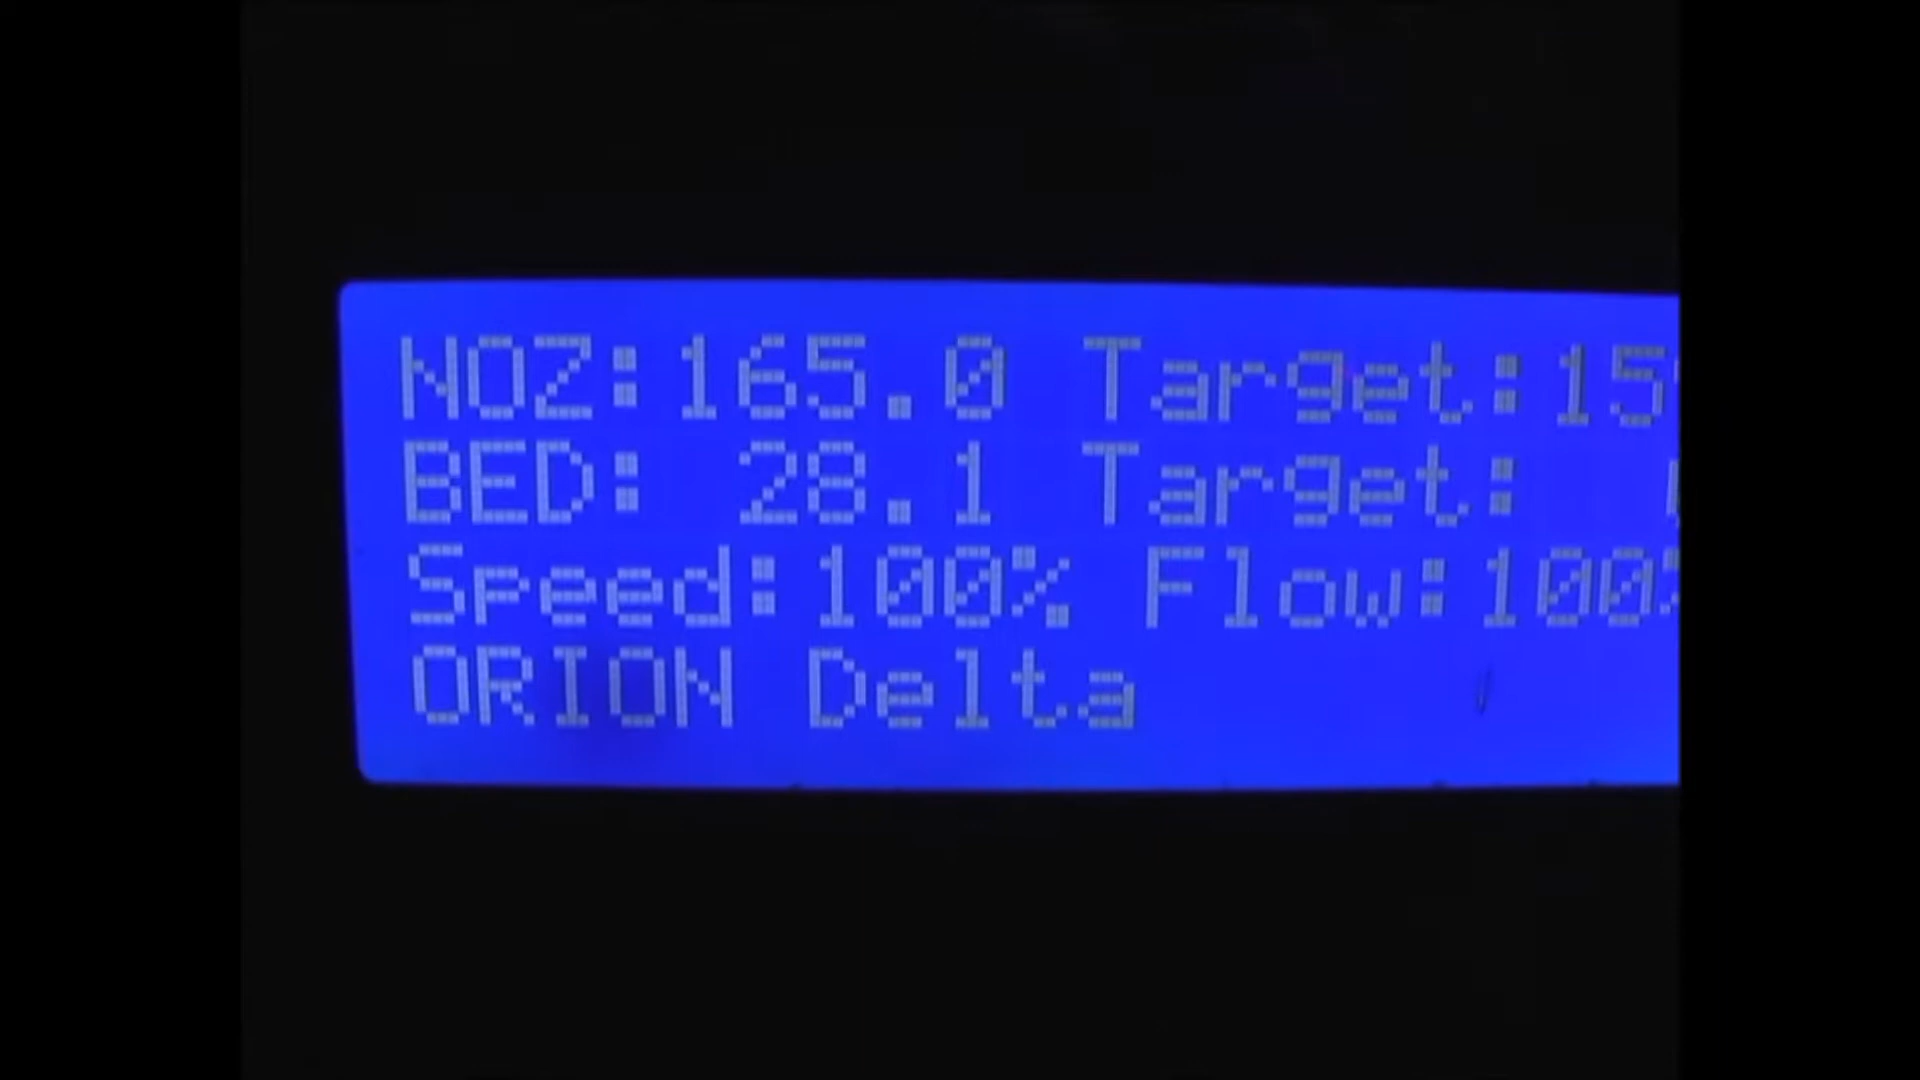 NOZ:165.0 Target:15
BED: 28.1 Target:
Speed:100% Flow:100%
ORION Delta